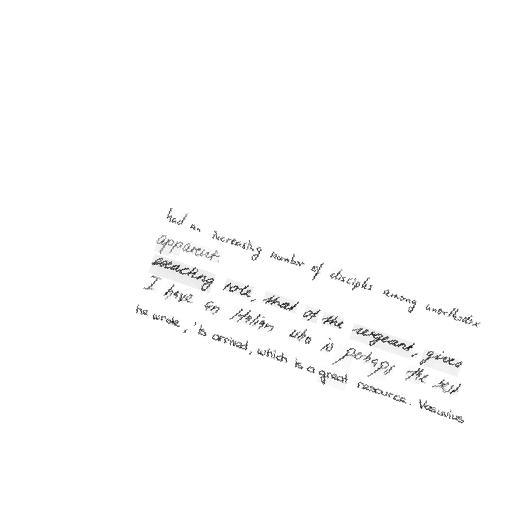 had an increasing number of disciples among unorthodox
apparent
exacting role, that of the sergeant, gives
I have an Italian who is perhaps the best
he wrote, 'is arrived, which is a great resource. Vesuvius